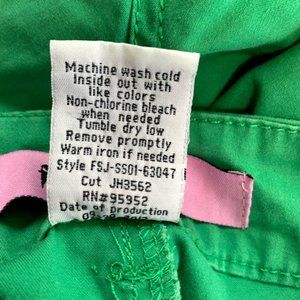 Machine wash cold
inside out with
like colors
Non-chlorine bleach
when needed
Tumble dry low
Remove promptly
Warm iron if needed
Style FSJ-SS01-63047
Cut JH3562
RN#95952
Date of production